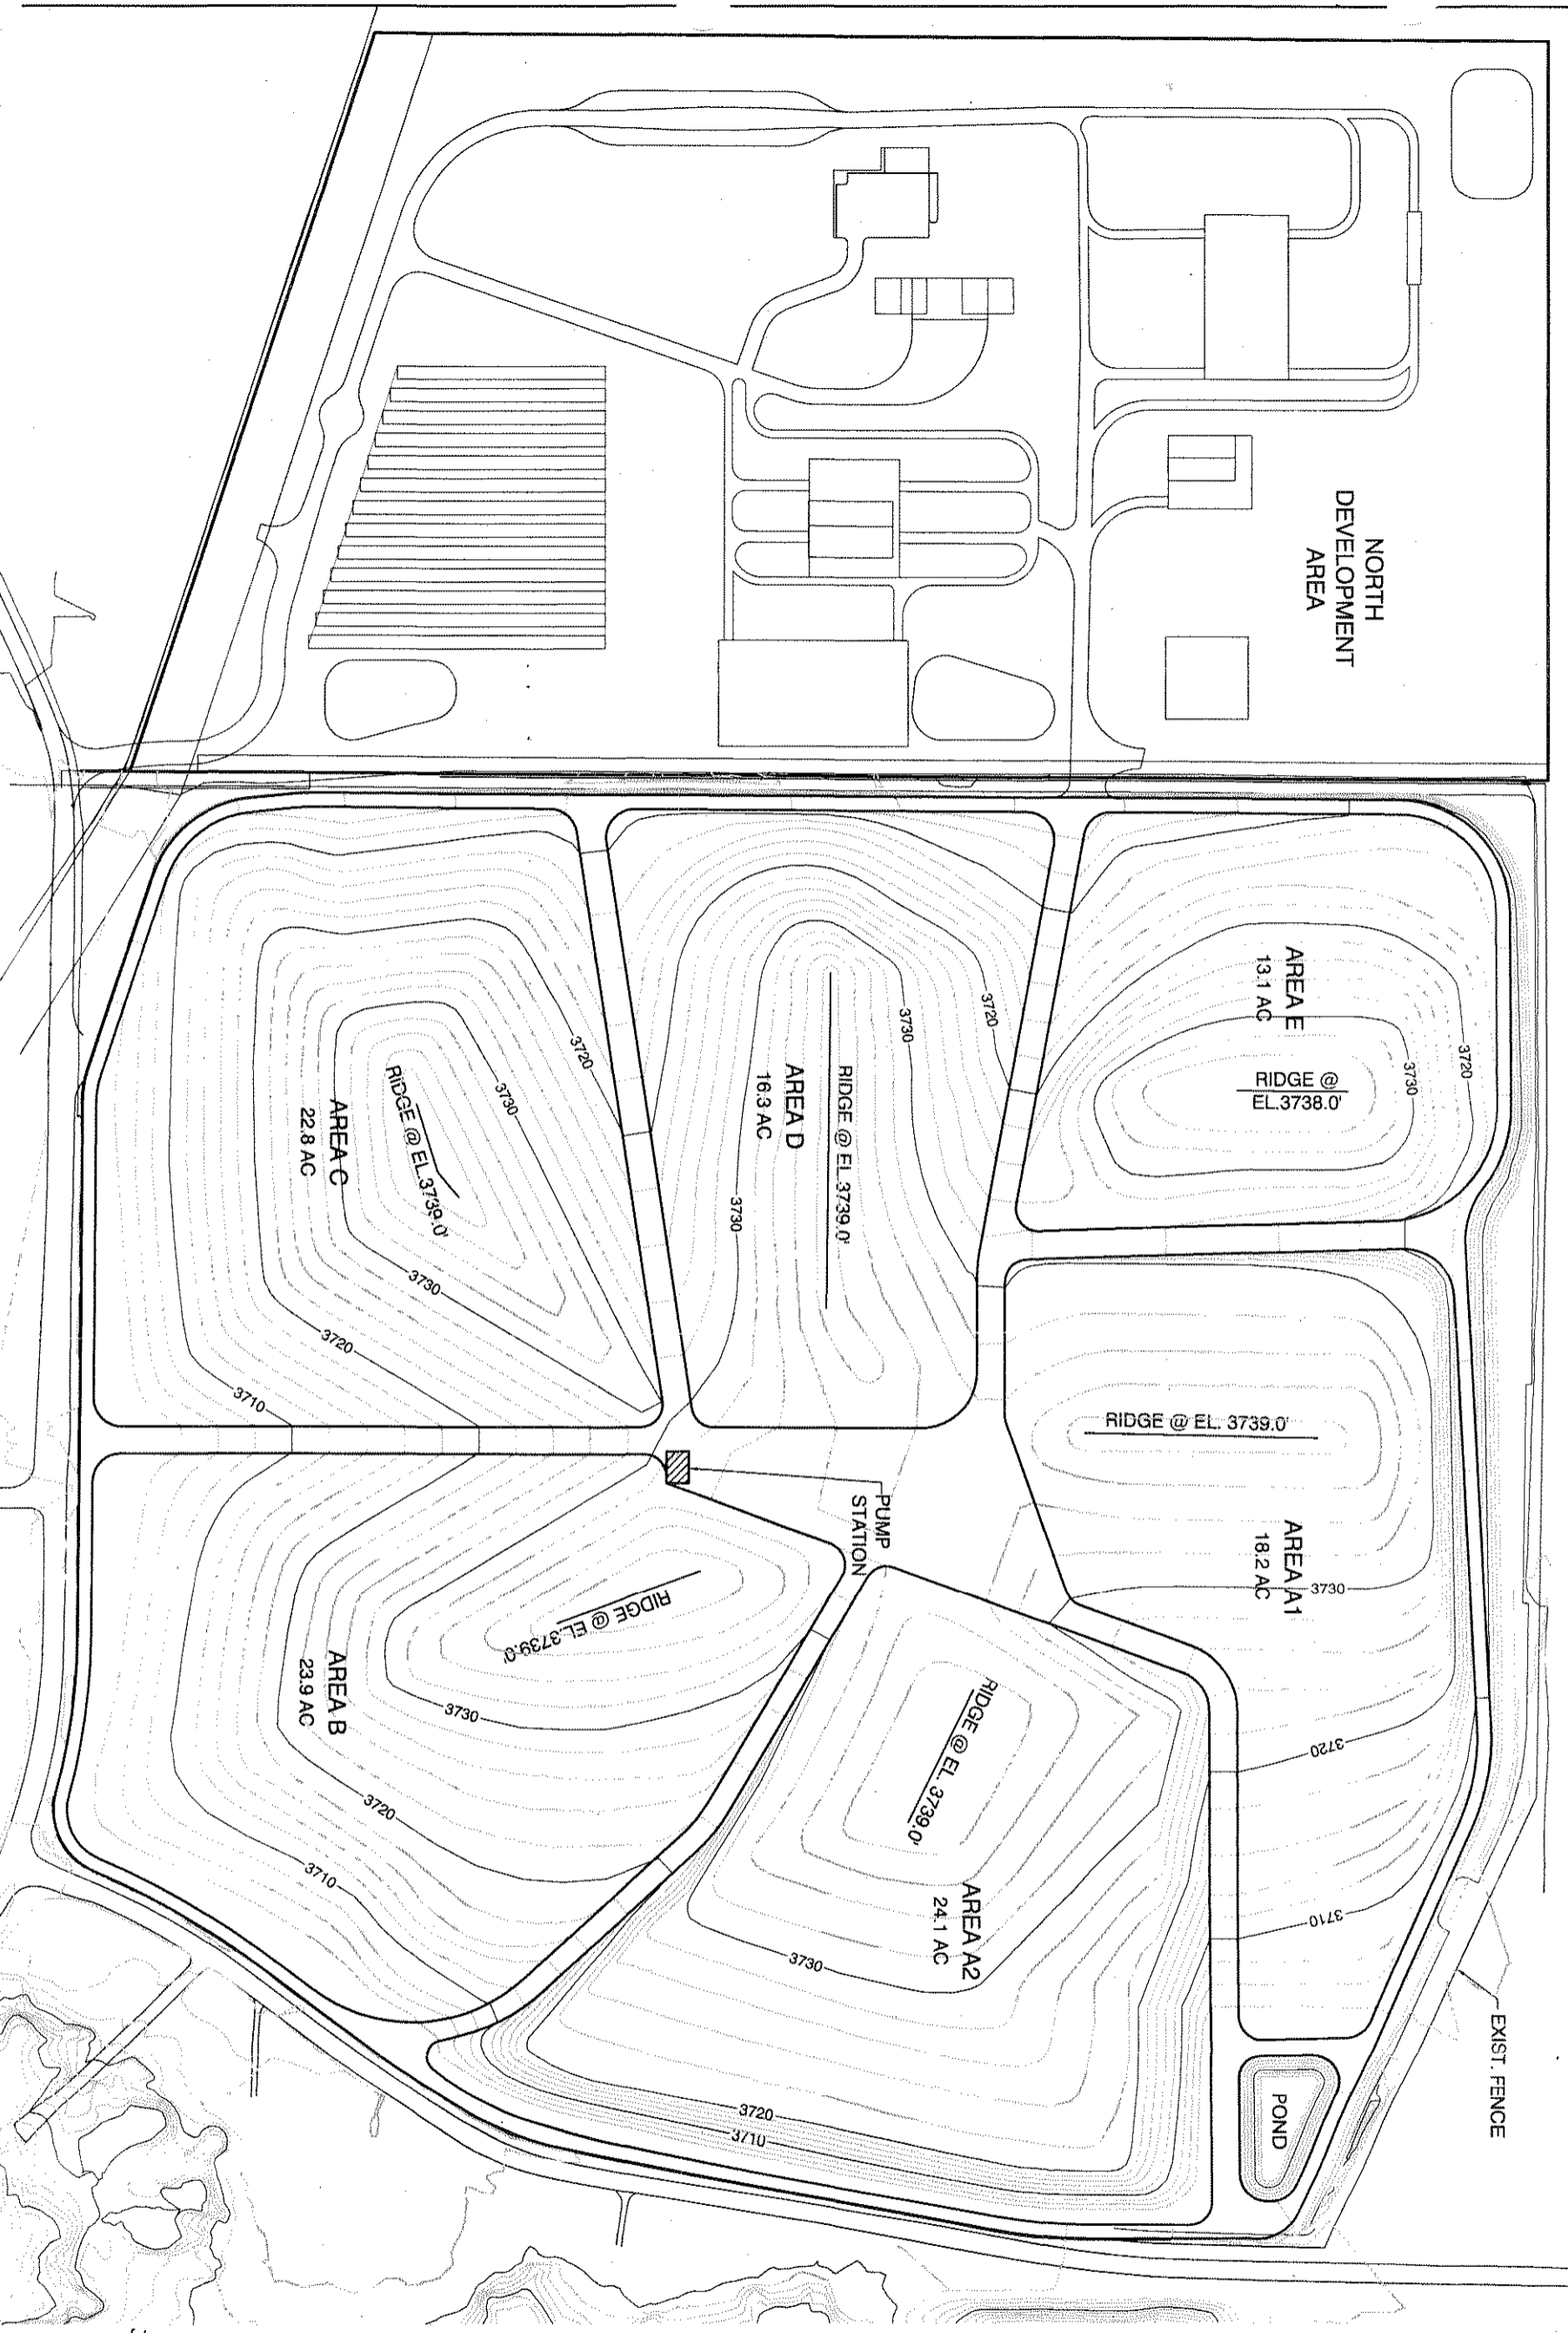 NORTH
DEVELOPMENT
AREA
AREA E
13.1 AC
RIDGE @
EL.3738.0'
3730
3720
3720
3730
RIDGE @ EL.3739.0'
AREA D
16.3 AC
3730
3720
3730
RIDGE @ EL.3739.0'
AREA C
22.8 AC
3730
3720
3710
RIDGE @ EL. 3739.0'
AREA A1
18.2 AC
3730
3720
3710
PUMP
STATION
RIDGE @ EL.3739.0'
AREA B
23.9 AC
3730
3720
3710
RIDGE @ EL. 3739.0'
AREA A2
24.1 AC
3730
3720
3710
EXIST. FENCE
POND